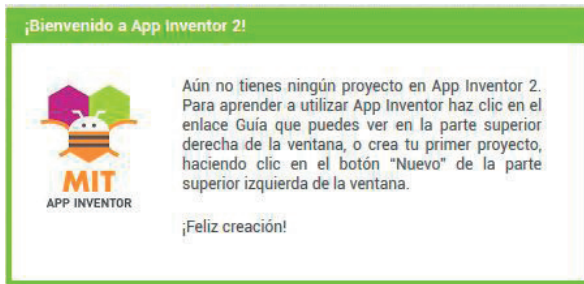 ¡Bienvenido a App Inventor 2!
MIT
APP INVENTOR
Aún no tienes ningún proyecto en App Inventor 2.
Para aprender a utilizar App Inventor haz clic en el
enlace Guía que puedes ver en la parte superior
derecha de la ventana, o crea tu primer proyecto,
haciendo clic en el botón “Nuevo” de la parte
superior izquierda de la ventana.
¡Feliz creación!